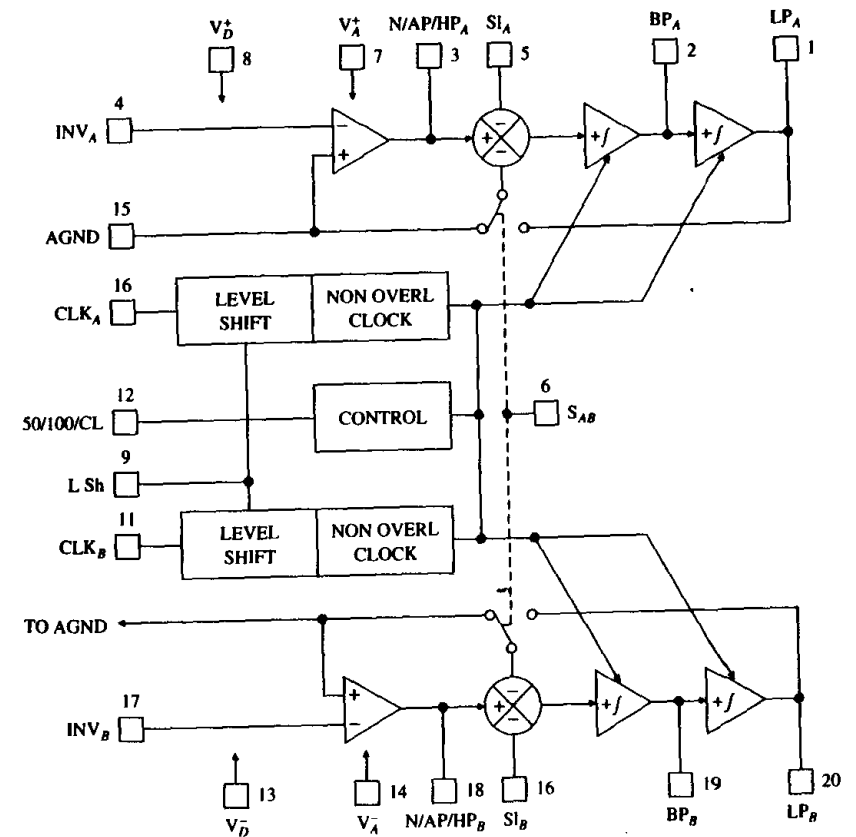 V_D^+ 8
V_A^+ 7
N/AP/HP_A 3
S1_A 5
BP_A 2
LP_A 1
4
INV_A
− +
+ − −
+∫
+∫
15
AGND
16
CLK_A
LEVEL SHIFT
NON OVERL CLOCK
12
50/100/CL
CONTROL
6
S_AB
9
L Sh
11
CLK_B
LEVEL SHIFT
NON OVERL CLOCK
TO AGND
17
INV_B
+ −
− + −
+∫
+∫
13
V_D^-
14
V_A^-
18
N/AP/HP_B
16
S1_B
19
BP_B
20
LP_B